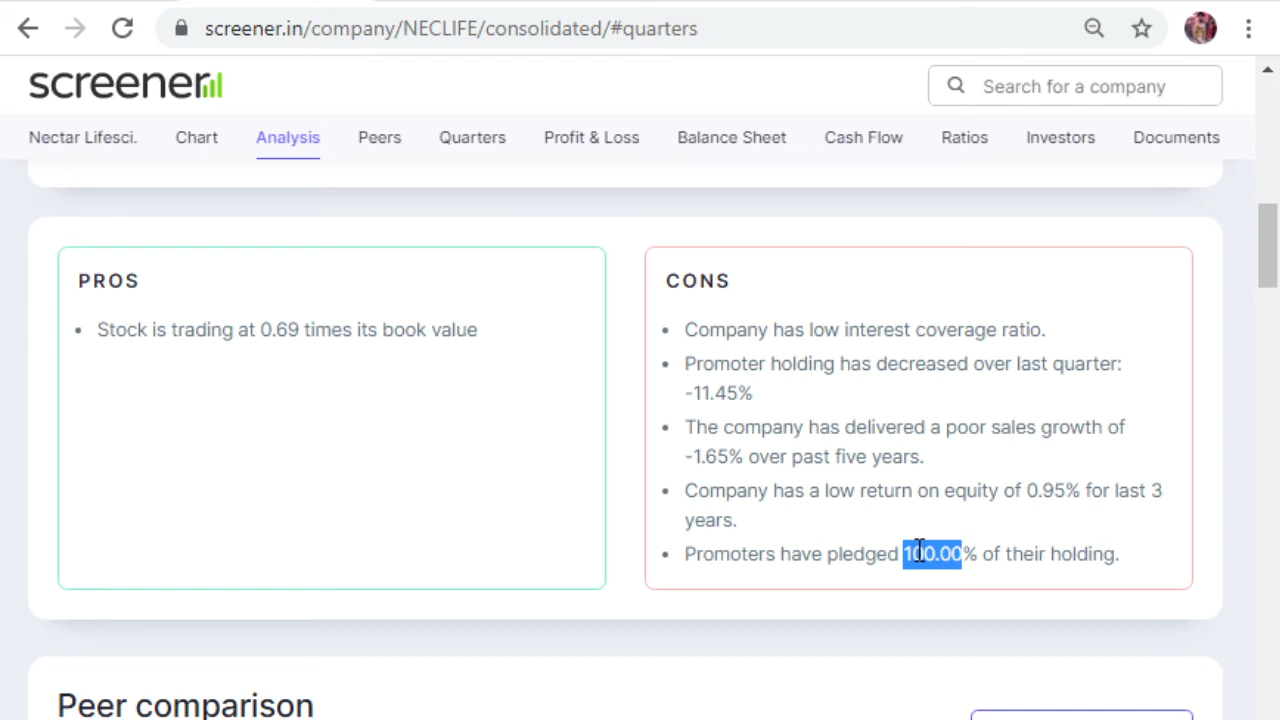 screener.in/company/NECLIFE/consolidated/#quarters
screener
Search for a company
Nectar Lifesci. Chart Analysis Peers Quarters Profit & Loss Balance Sheet Cash Flow Ratios Investors Documents
PROS
• Stock is trading at 0.69 times its book value
CONS
• Company has low interest coverage ratio.
• Promoter holding has decreased over last quarter:
-11.45%
• The company has delivered a poor sales growth of
-1.65% over past five years.
• Company has a low return on equity of 0.95% for last 3
years.
• Promoters have pledged 100.00% of their holding.
Peer comparison